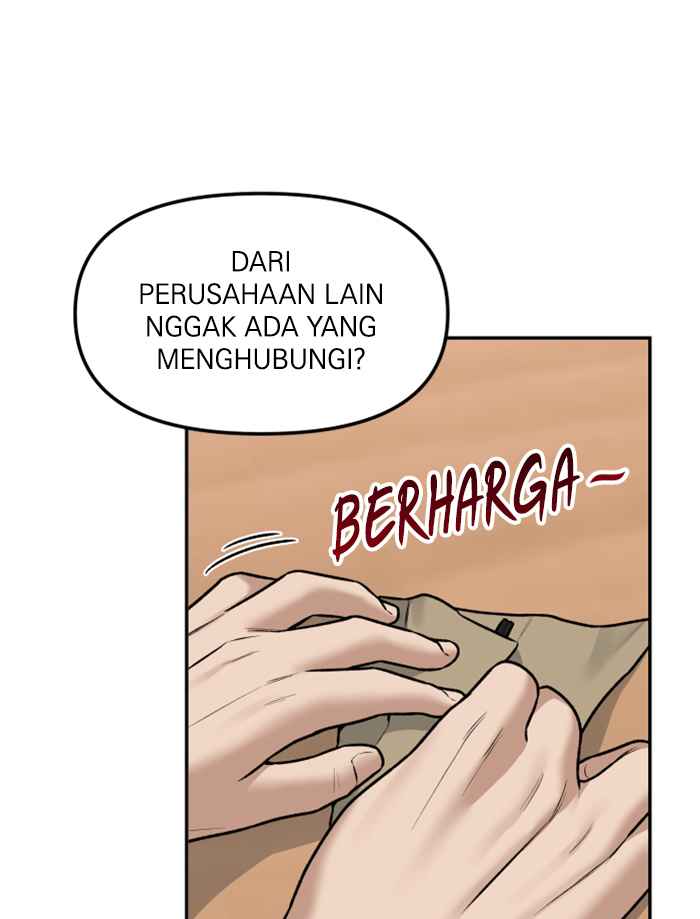 DARI
PERUSAHAAN LAIN
NGGAK ADA YANG
MENGHUBUNGI?
BERHARGA~